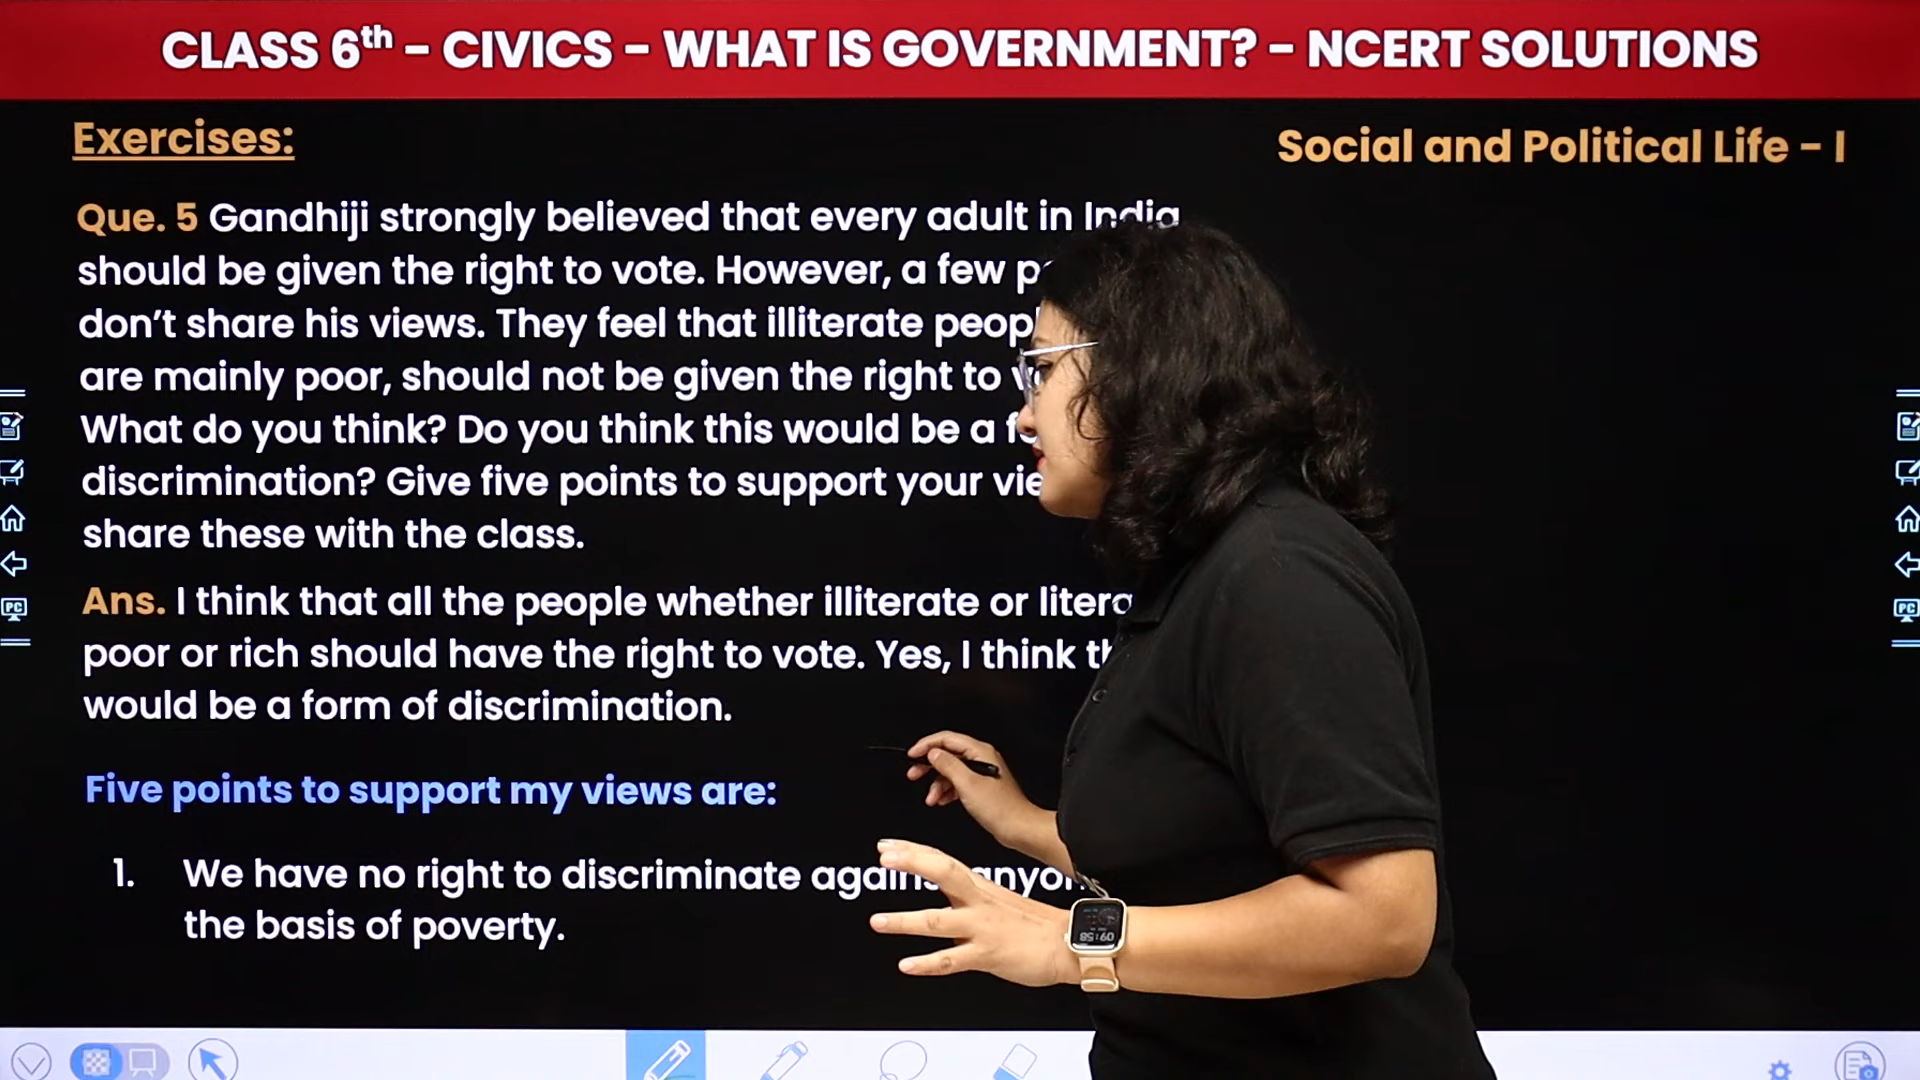 CLASS 6th – CIVICS – WHAT IS GOVERNMENT? – NCERT SOLUTIONS
Exercises:
Social and Political Life – I
Que. 5 Gandhiji strongly believed that every adult in India
should be given the right to vote. However, a few
don't share his views. They feel that illiterate
are mainly poor, should not be given the right to
What do you think? Do you think this would be a
discrimination? Give five points to support your
share these with the class.
Ans. I think that all the people whether illiterate or
poor or rich should have the right to vote. Yes, I think
would be a form of discrimination.
Five points to support my views are:
1. We have no right to discriminate against
the basis of poverty.
PC
PC
09:58